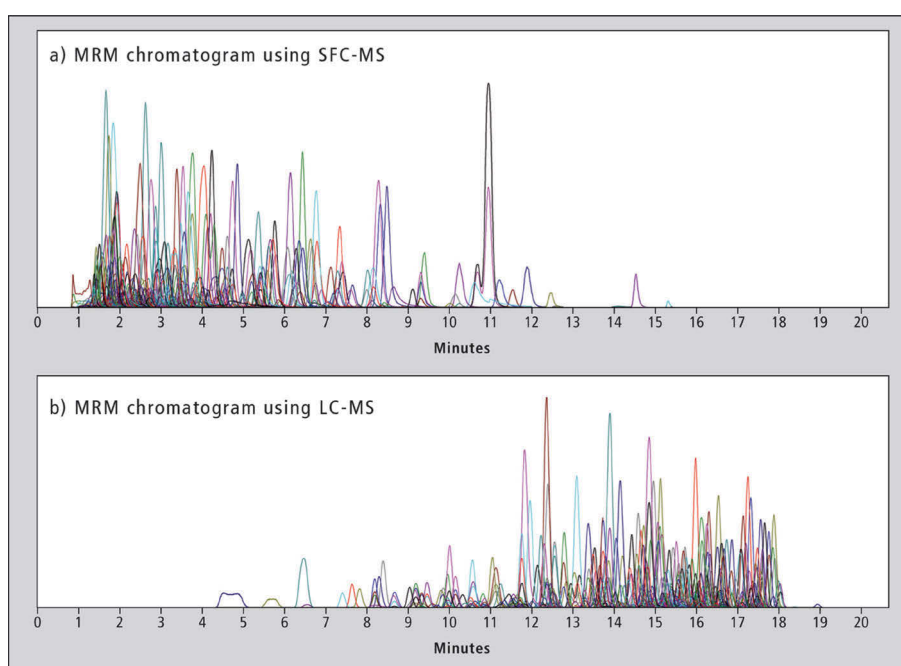 a) MRM chromatogram using SFC-MS
0 1 2 3 4 5 6 7 8 9 10 11 12 13 14 15 16 17 18 19 20
Minutes
b) MRM chromatogram using LC-MS
0 1 2 3 4 5 6 7 8 9 10 11 12 13 14 15 16 17 18 19 20
Minutes